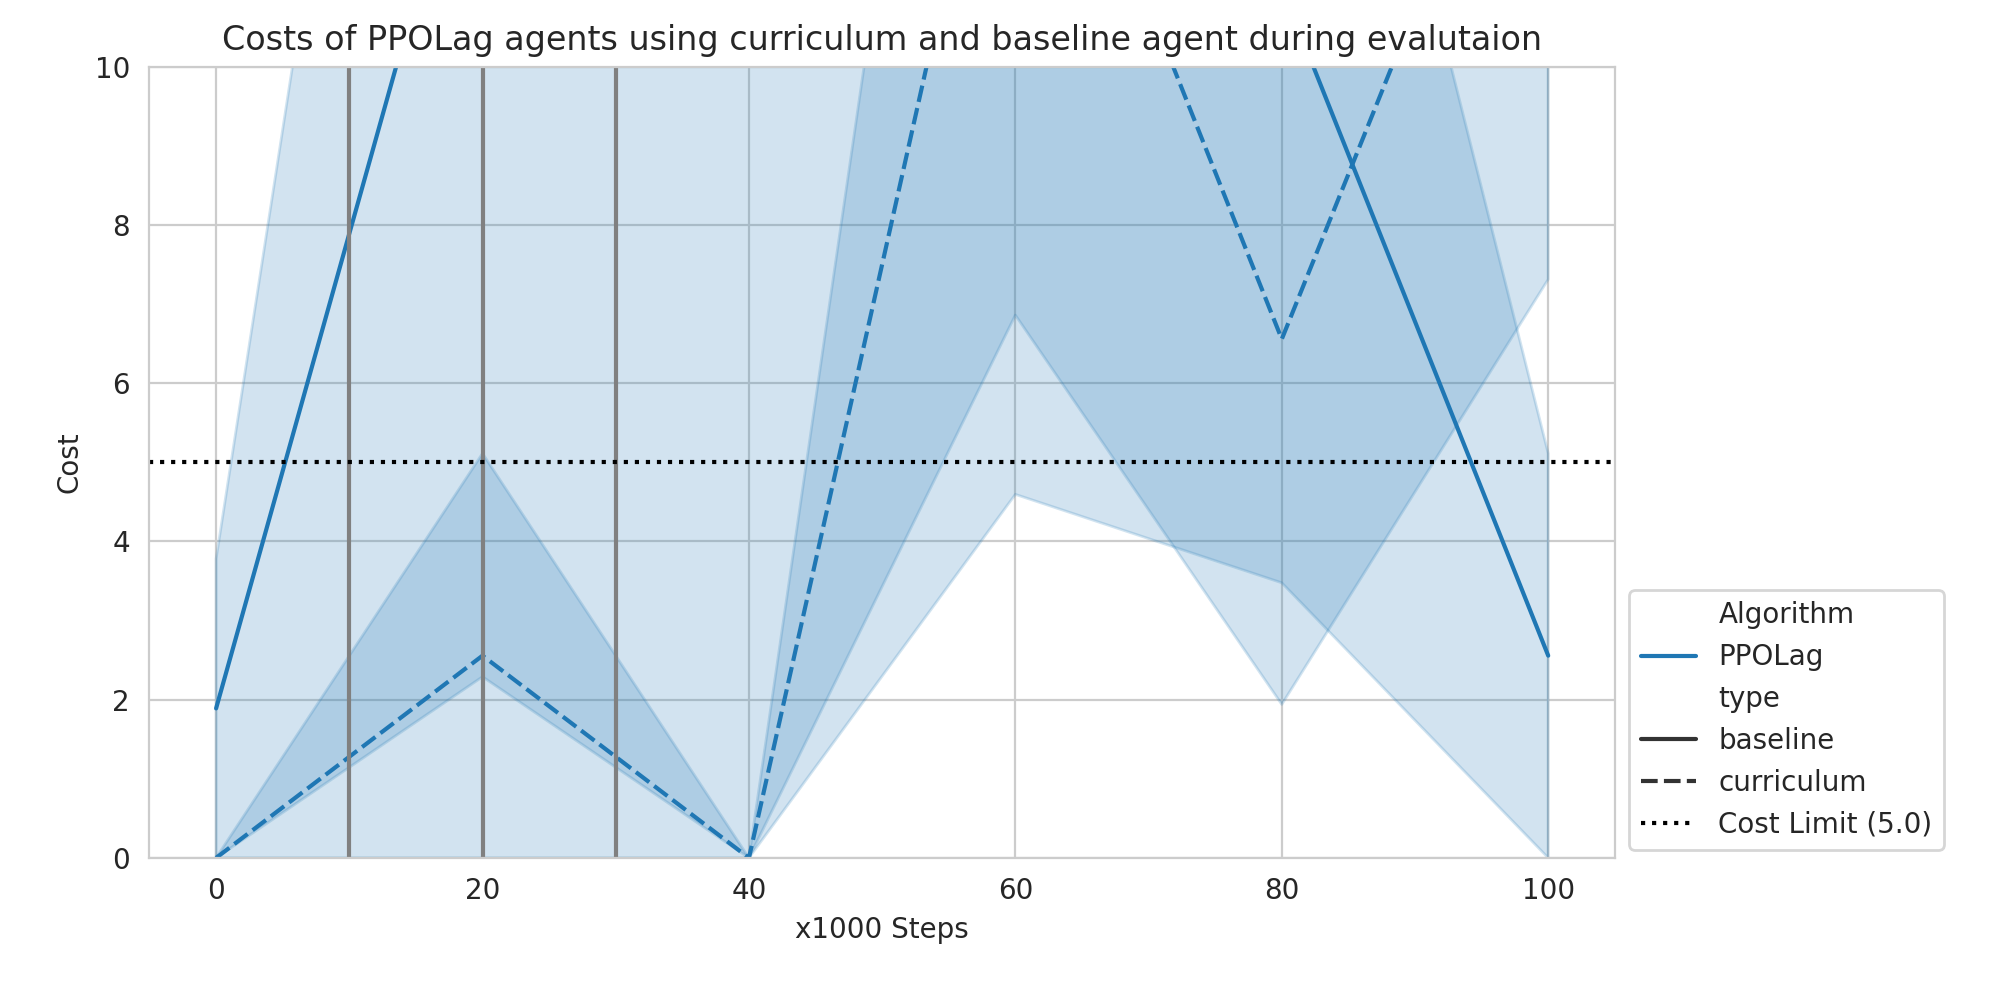 Costs of PPOLag agents using curriculum and baseline agent during evalutaion
10
8
6
4
2
0
Cost
0 20 40 60 80 100
x1000 Steps
Algorithm
PPOLag
type
baseline
curriculum
Cost Limit (5.0)